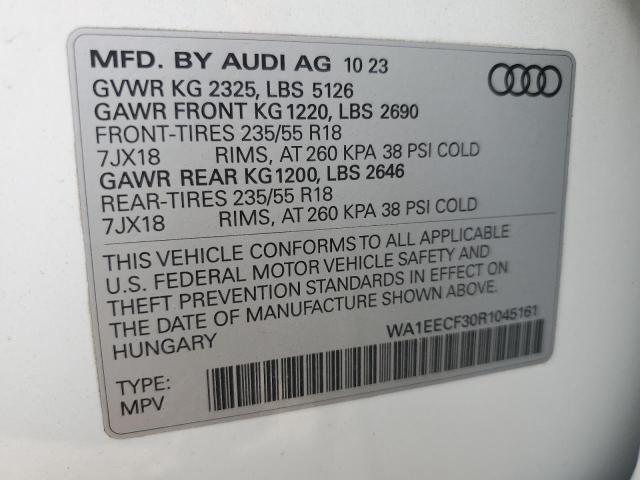 MFD. BY AUDI AG 10 23
GVWR KG 2325, LBS 5126
GAWR FRONT KG 1220, LBS 2690
FRONT-TIRES 235/55 R18
7JX18 RIMS, AT 260 KPA 38 PSI COLD
GAWR REAR KG1200, LBS 2646
REAR-TIRES 235/55 R18
7JX18 RIMS, AT 260 KPA 38 PSI COLD
THIS VEHICLE CONFORMS TO ALL APPLICABLE
U.S. FEDERAL MOTOR VEHICLE SAFETY AND
THEFT PREVENTION STANDARDS IN EFFECT ON
THE DATE OF MANUFACTURE SHOWN ABOVE.
HUNGARY WA1EECF30R1045161
TYPE:
MPV